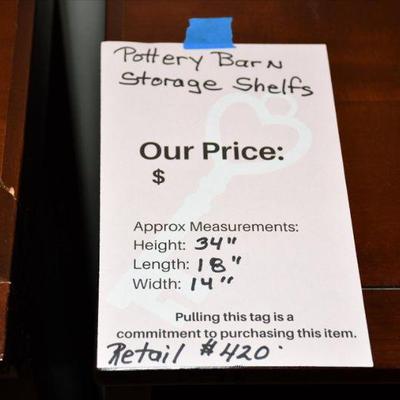 Pottery Barn
Storage Shelfs
Our Price:
$
Approx Measurements:
Height: 34"
Length: 18"
Width: 14"
Pulling this tag is a
commitment to purchasing this item.
Retail #420.